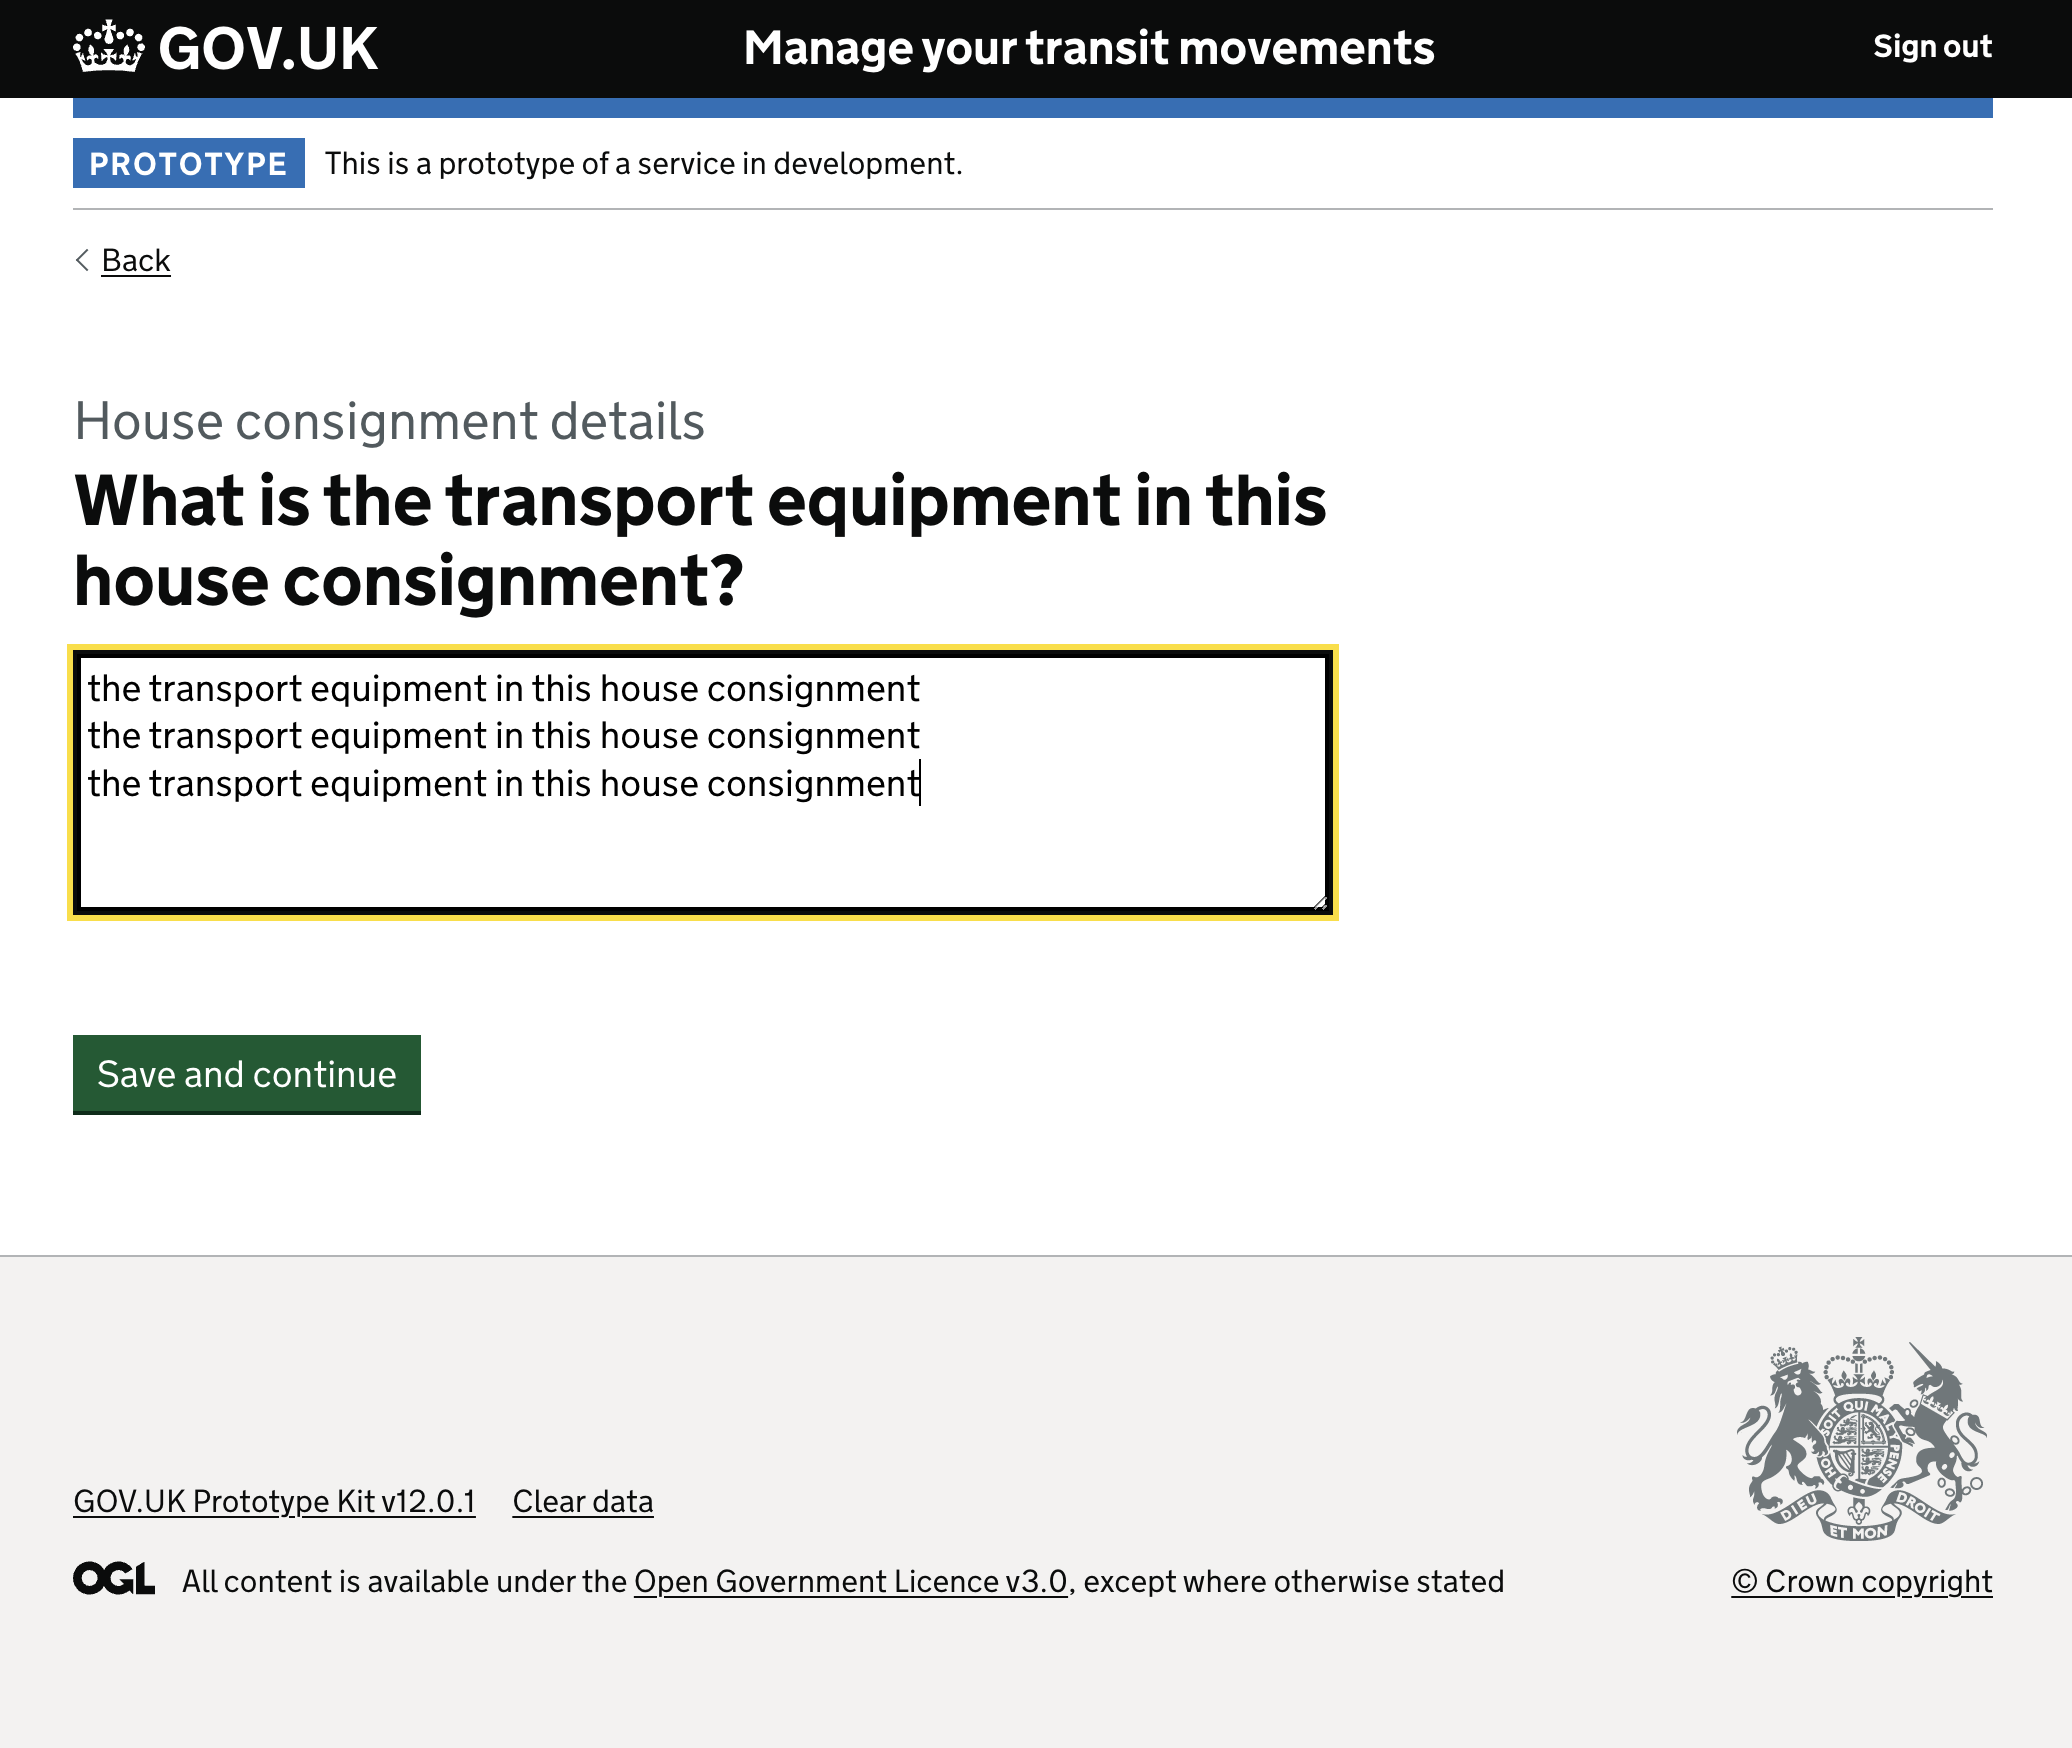 GOV.UK
Manage your transit movements
Sign out
PROTOTYPE This is a prototype of a service in development.
Back
House consignment details
What is the transport equipment in this
house consignment?
the transport equipment in this house consignment
the transport equipment in this house consignment
the transport equipment in this house consignment
Save and continue
GOV.UK Prototype Kit v12.0.1 Clear data
OGL All content is available under the Open Government Licence v3.0, except where otherwise stated
QUI
DIEU ET MON DROIT
© Crown copyright